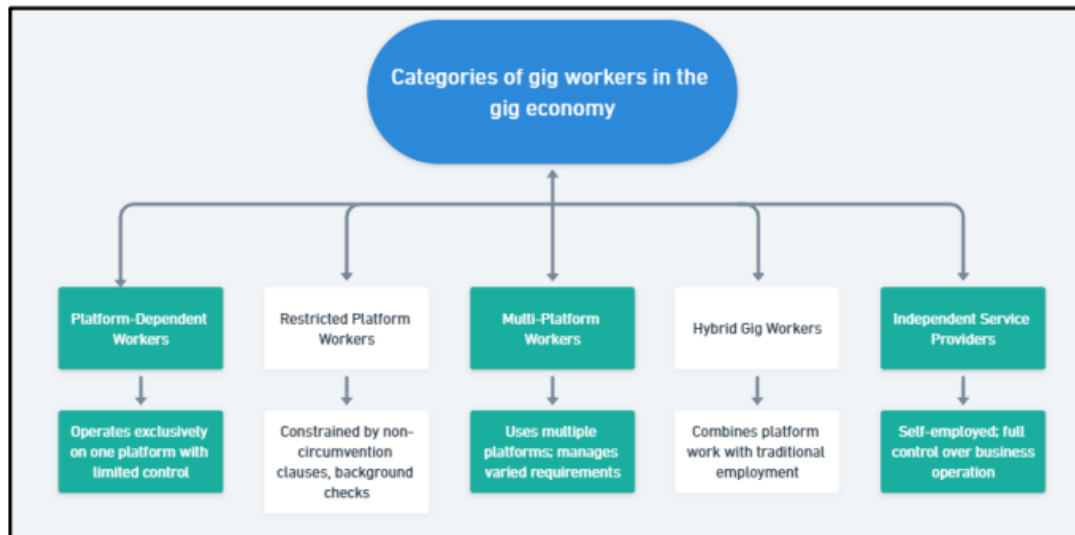 Categories of gig workers in the
gig economy
Platform-Dependent
Workers
Restricted Platform
Workers
Multi-Platform
Workers
Hybrid Gig Workers
Independent Service
Providers
Operates exclusively
on one platform with
limited control
Constrained by non-
circumvention
clauses, background
checks
Uses multiple
platforms; manages
varied requirements
Combines platform
work with traditional
employment
Self-employed; full
control over business
operation